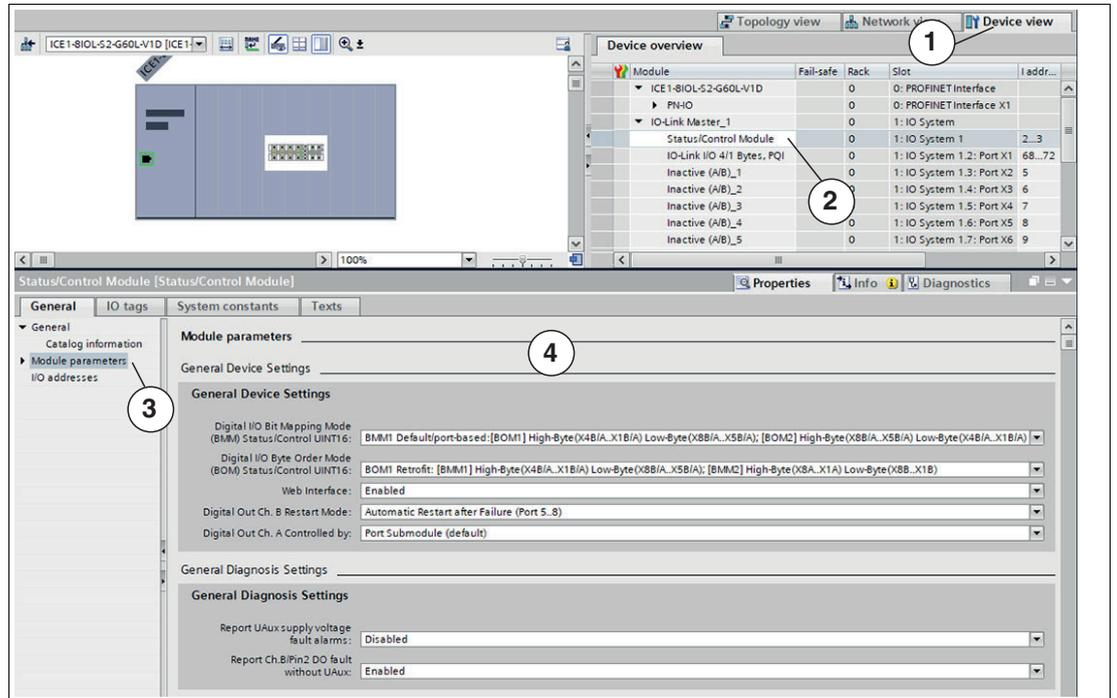 Topology view
Network v
Device view
1
ICE1-8IOL-S2-G60L-V1D [ICE1-
Device overview
Module Fail-safe Rack Slot I addr...
ICE1-8IOL-S2-G60L-V1D 0 0: PROFINET Interface
PN-IO 0 0: PROFINET Interface X1
IO-Link Master_1 0 1: IO System
Status/Control Module 0 1: IO System 1 2...3
IO-Link I/O 4/1 Bytes, PQI 0 1: IO System 1.2: Port X1 68...72
Inactive (A/B)_1 0 1: IO System 1.3: Port X2 5
Inactive (A/B)_2 1: IO System 1.4: Port X3 6
Inactive (A/B)_3 1: IO System 1.5: Port X4 7
Inactive (A/B)_4 0 1: IO System 1.6: Port X5 8
Inactive (A/B)_5 0 1: IO System 1.7: Port X6 9
2
100%
Status/Control Module [Status/Control Module]
Properties
Info
Diagnostics
General
IO tags
System constants
Texts
General
Catalog information
Module parameters
I/O addresses
3
Module parameters
4
General Device Settings
General Device Settings
Digital I/O Bit Mapping Mode
(BMM) Status/Control UINT16: BMM1 Default/port-based:[BOM1] High-Byte(X4B/A..X1B/A) Low-Byte(X8B/A..X5B/A); [BOM2] High-Byte(X8B/A..X5B/A) Low-Byte(X4B/A..X1B/A)
Digital I/O Byte Order Mode
(BOM) Status/Control UINT16: BOM1 Retrofit: [BMM1] High-Byte(X4B/A..X1B/A) Low-Byte(X8B/A..X5B/A); [BMM2] High-Byte(X8A..X1A) Low-Byte(X8B..X1B)
Web Interface: Enabled
Digital Out Ch. B Restart Mode: Automatic Restart after Failure (Port 5..8)
Digital Out Ch. A Controlled by: Port Submodule (default)
General Diagnosis Settings
General Diagnosis Settings
Report UAux supply voltage
fault alarms: Disabled
Report Ch.B/Pin2 DO fault
without UAux: Enabled